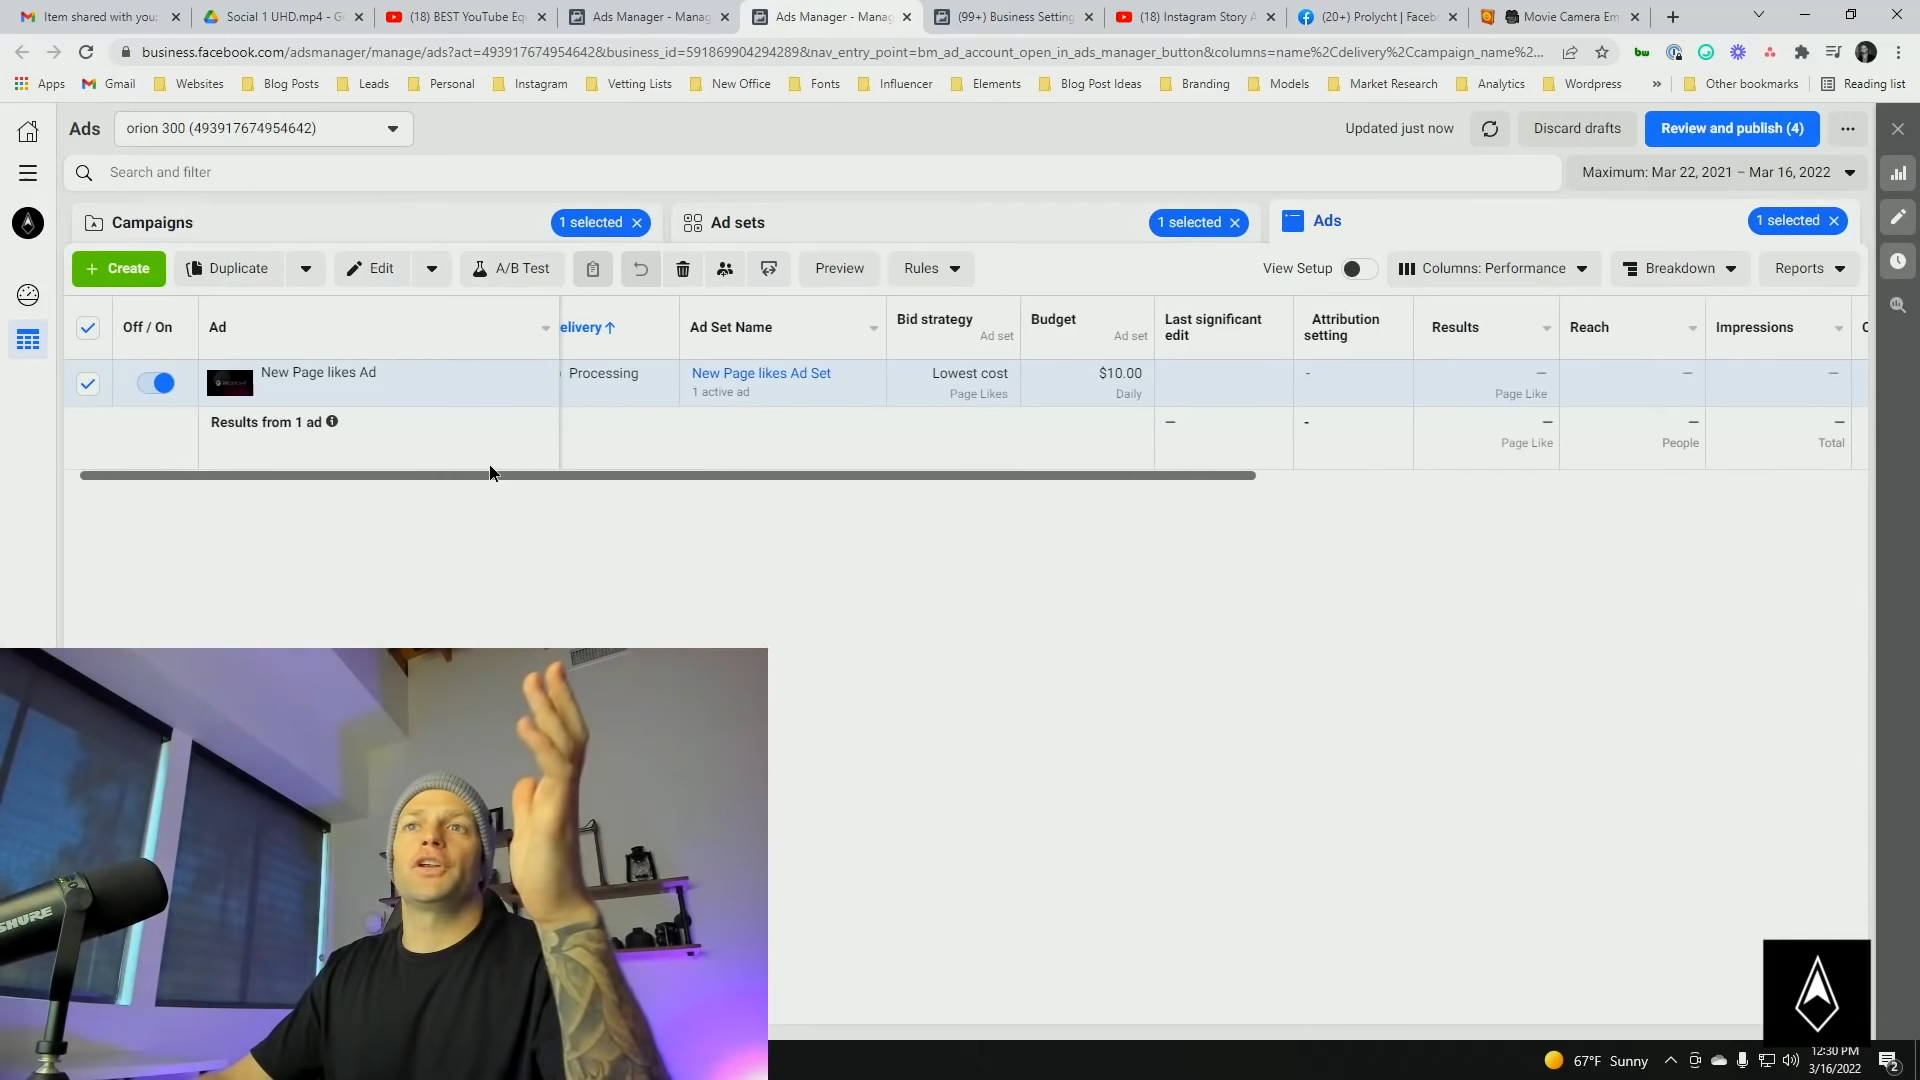 Item shared with you:
Social 1 UHD.mp4 - G
(18) BEST YouTube Eq
Ads Manager - Manag
Ads Manager - Manag
(99+) Business Setting
(18) Instagram Story A
(20+) Prolycht | Faceb
Movie Camera Em
business.facebook.com/adsmanager/manage/ads?act=493917674954642&business_id=591869904294289&nav_entry_point=bm_ad_account_open_in_ads_manager_button&columns=name%2Cdelivery%2Ccampaign_name%2...
Apps
Gmail
Websites
Blog Posts
Leads
Personal
Instagram
Vetting Lists
New Office
Fonts
Influencer
Elements
Blog Post Ideas
Branding
Models
Market Research
Analytics
Wordpress
»
Other bookmarks
Reading list
Ads
orion 300 (493917674954642)
Updated just now
Discard drafts
Review and publish (4)
Search and filter
Maximum: Mar 22, 2021 – Mar 16, 2022
Campaigns
1 selected
Ad sets
1 selected
Ads
1 selected
+ Create
Duplicate
Edit
A/B Test
Preview
Rules
View Setup
Columns: Performance
Breakdown
Reports
Off / On
Ad
elivery↑
Ad Set Name
Bid strategy
Ad set
Budget
Ad set
Last significant
edit
Attribution
setting
Results
Reach
Impressions
New Page likes Ad
Processing
New Page likes Ad Set
1 active ad
Lowest cost
Page Likes
$10.00
Daily
-
—
Page Like
—
—
Results from 1 ad
—
-
—
Page Like
—
People
—
Total
SHURE
67°F Sunny
12:30 PM
3/16/2022
2